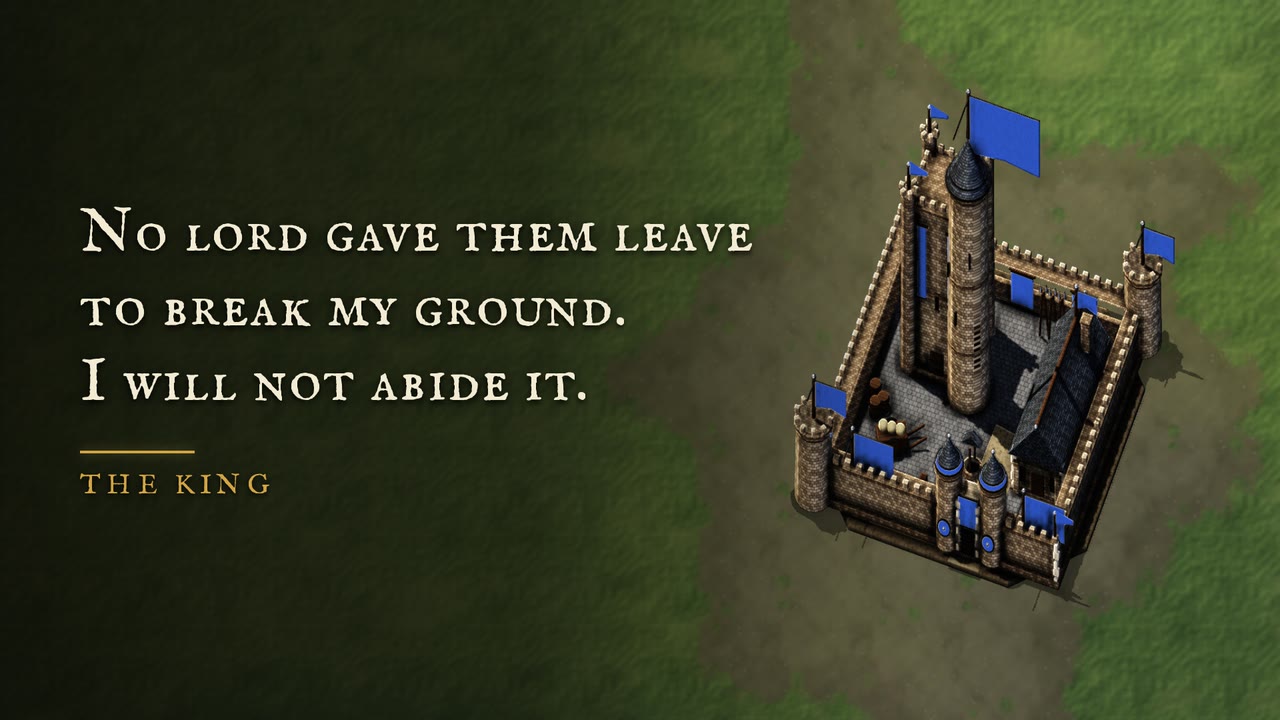 No lord gave them leave
to break my ground.
I will not abide it.
THE KING